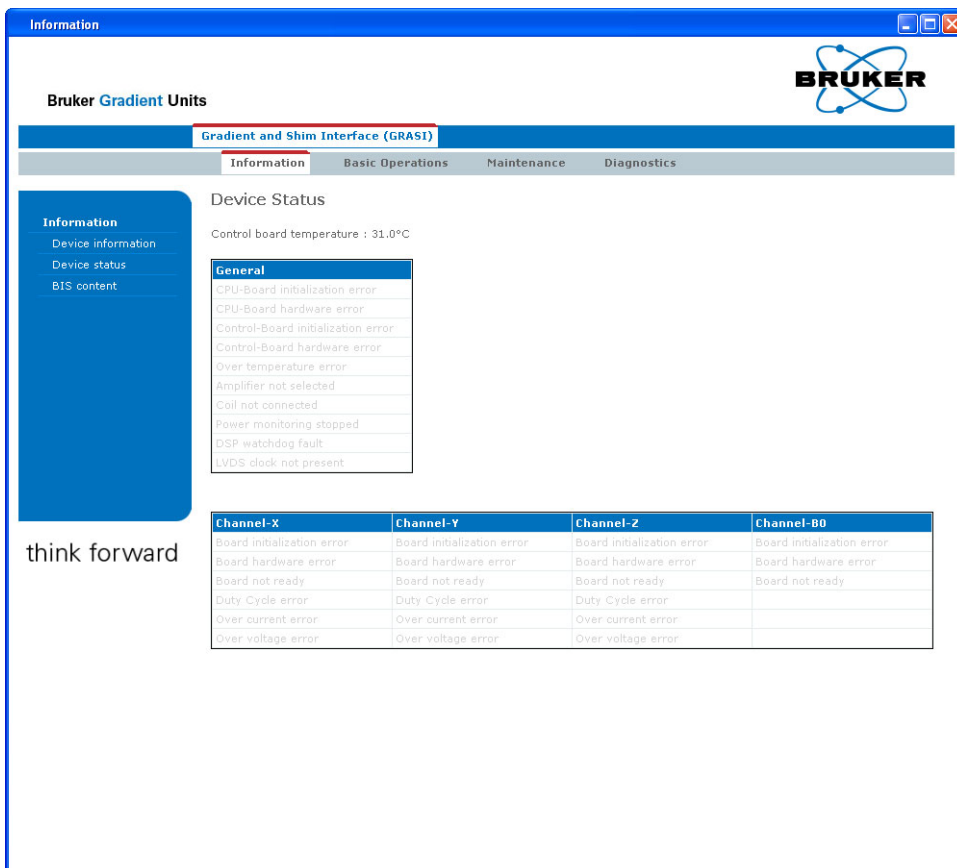 Information
BRUKER
Bruker Gradient Units
Gradient and Shim Interface (GRASI)
Information Basic Operations Maintenance Diagnostics
Information
Device information
Device status
BIS content
think forward
Device Status
Control board temperature : 31.0°C
General
CPU-Board initialization error
CPU-Board hardware error
Control-Board initialization error
Control-Board hardware error
Over temperature error
Amplifier not selected
Coil not connected
Power monitoring stopped
DSP watchdog fault
LVDS clock not present
Channel-X Channel-Y Channel-Z Channel-B0
Board initialization error Board initialization error Board initialization error Board initialization error
Board hardware error Board hardware error Board hardware error Board hardware error
Board not ready Board not ready Board not ready Board not ready
Duty Cycle error Duty Cycle error Duty Cycle error
Over current error Over current error Over current error
Over voltage error Over voltage error Over voltage error